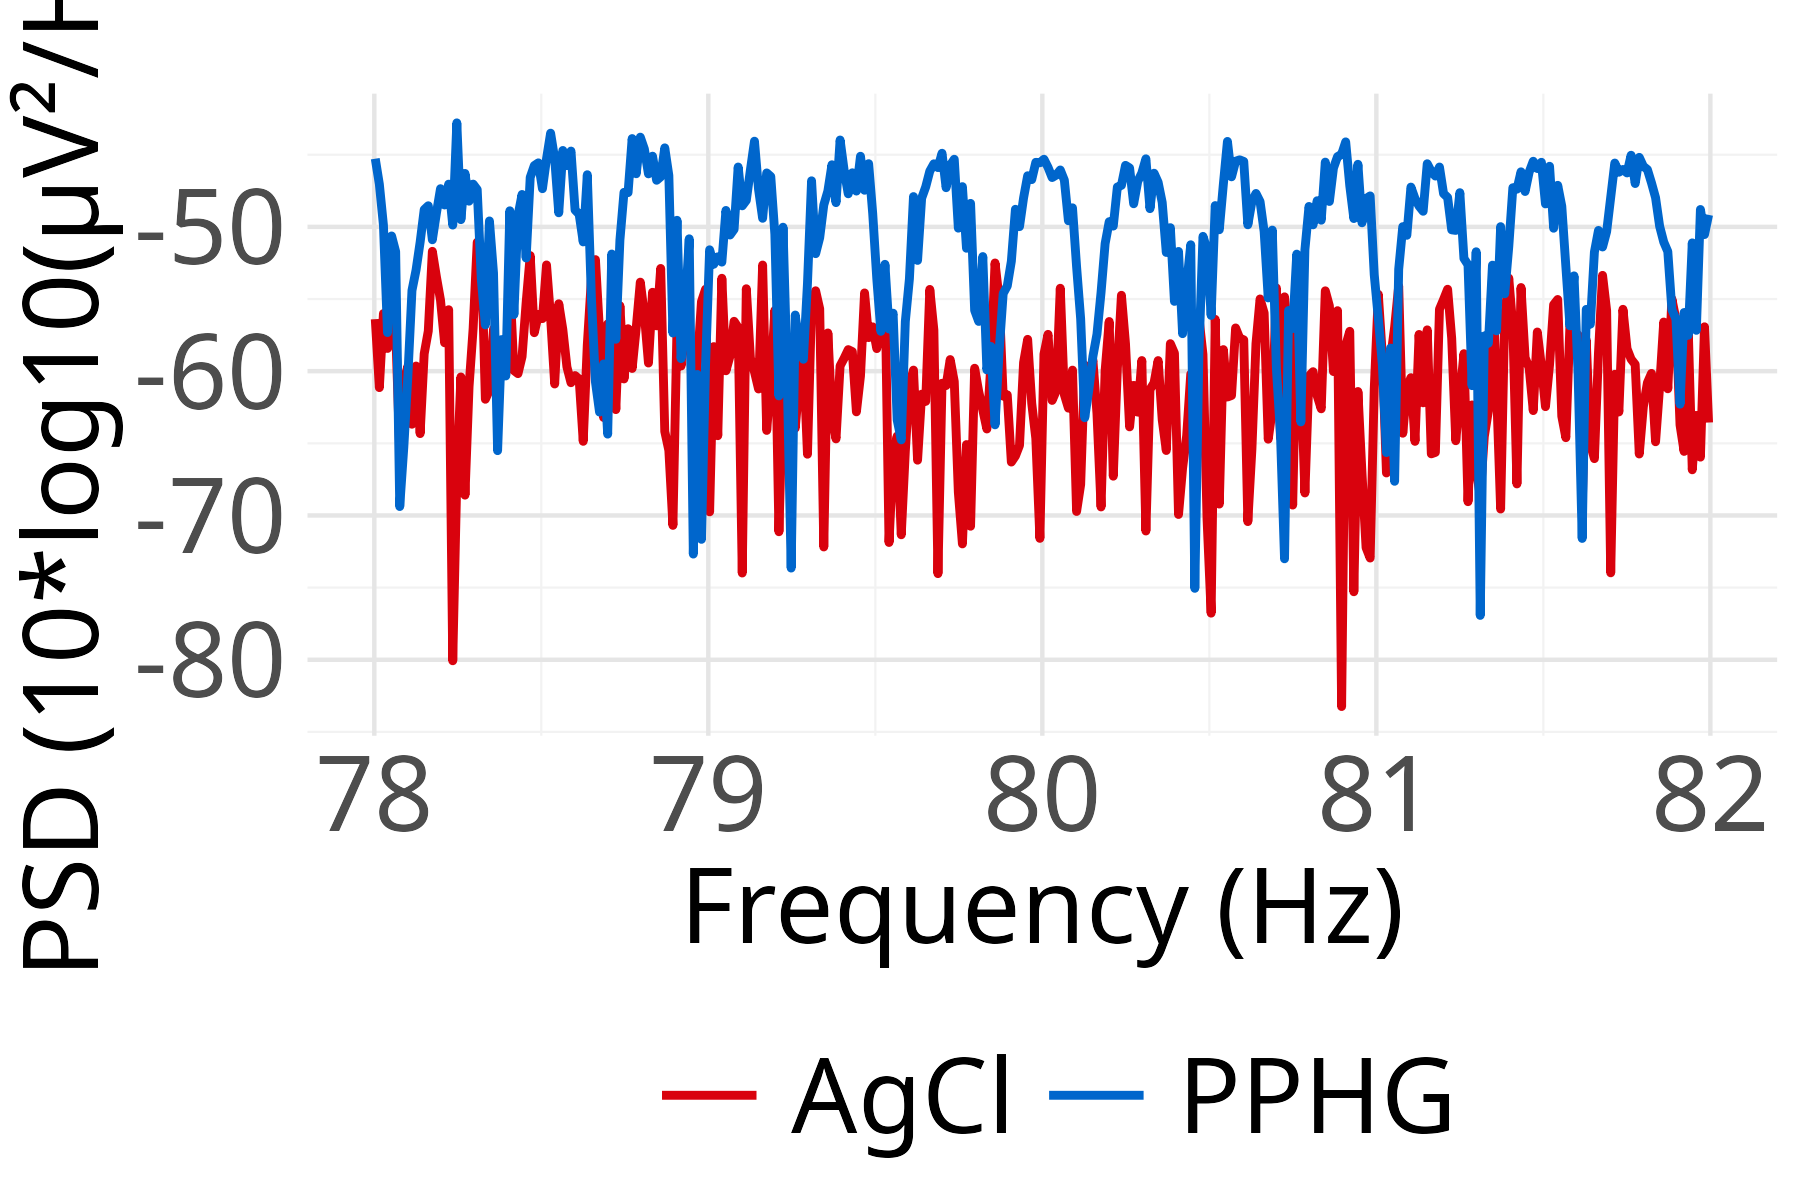 PSD (10*log10(µV²/H
-50
-60
-70
-80
78 79 80 81 82
Frequency (Hz)
AgCl PPHG